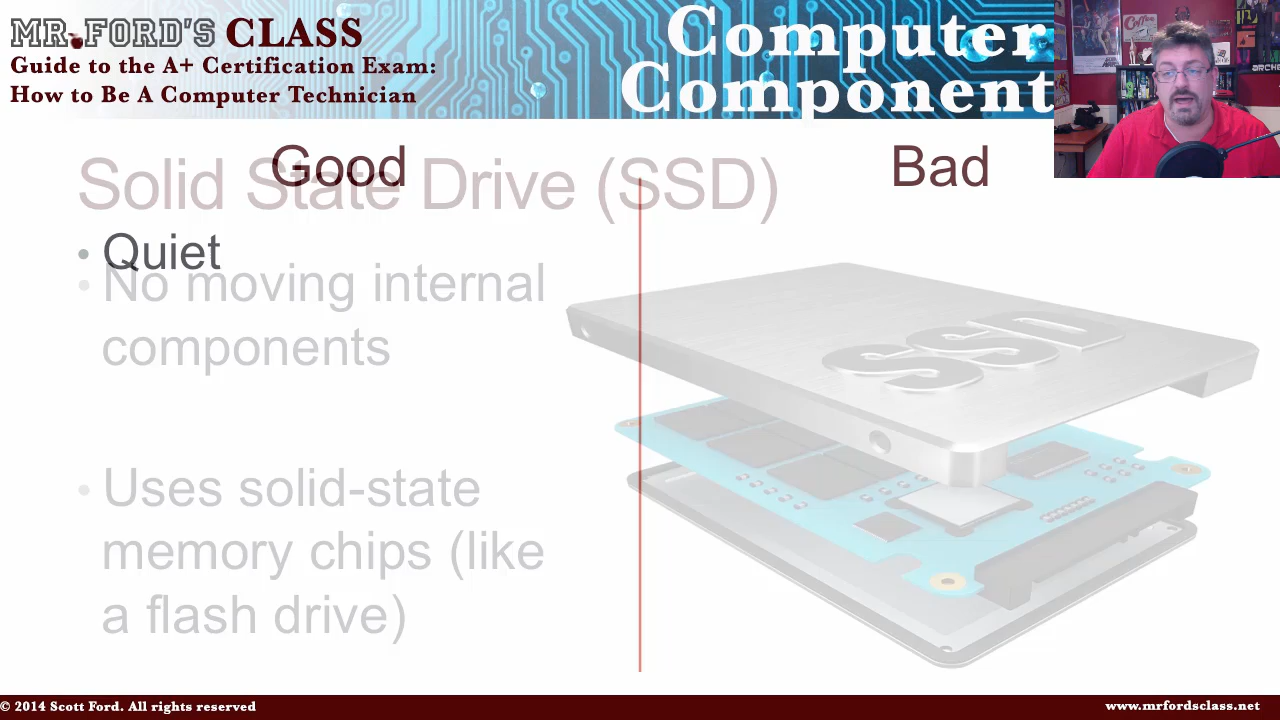 MR. FORD'S CLASS
Guide to the A+ Certification Exam:
How to Be A Computer Technician
Computer
Component
Good
Bad
Solid State Drive (SSD)
• Quiet
• No moving internal
components
• Uses solid-state
memory chips (like
a flash drive)
SSD
© 2014 Scott Ford. All rights reserved
www.mrfordsclass.net